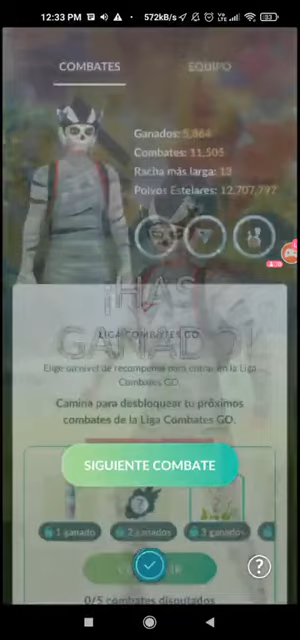 12:33 PM
572kB/s
33
COMBATES EQUIPO
Ganados: 5,864
Combates: 11,505
Racha más larga: 13
Polvos Estelares: 12,707,797
¡HAS
GANADO!
LIGA COMBATES GO
Elige un nivel de recompensa para entrar en la Liga
Combates GO.
Camina para desbloquear tu próximos
combates de la Liga Combates GO.
SIGUIENTE COMBATE
1 ganado 2 ganados 3 ganados
?
0/5 combates disputados